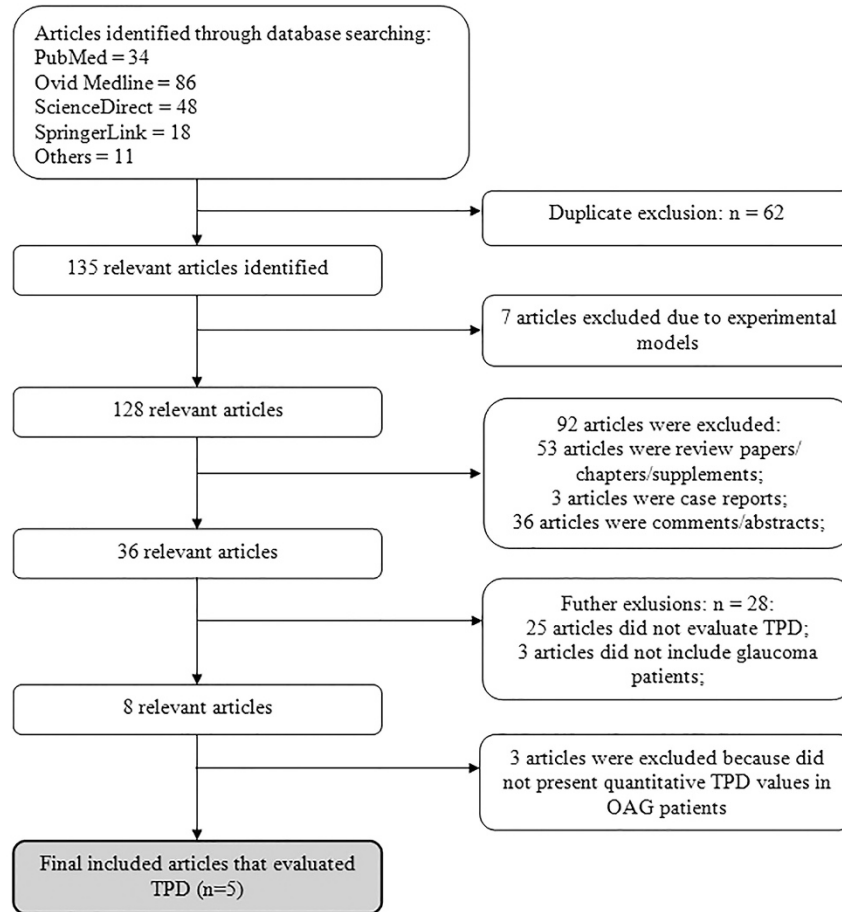 Articles identified through database searching:
PubMed = 34
Ovid Medline = 86
ScienceDirect = 48
SpringerLink = 18
Others = 11
Duplicate exclusion: n = 62
135 relevant articles identified
7 articles excluded due to experimental
models
128 relevant articles
92 articles were excluded:
53 articles were review papers/
chapters/supplements;
3 articles were case reports;
36 articles were comments/abstracts;
36 relevant articles
Futher exlusions: n = 28:
25 articles did not evaluate TPD;
3 articles did not include glaucoma
patients;
8 relevant articles
3 articles were excluded because did
not present quantitative TPD values in
OAG patients
Final included articles that evaluated
TPD (n=5)